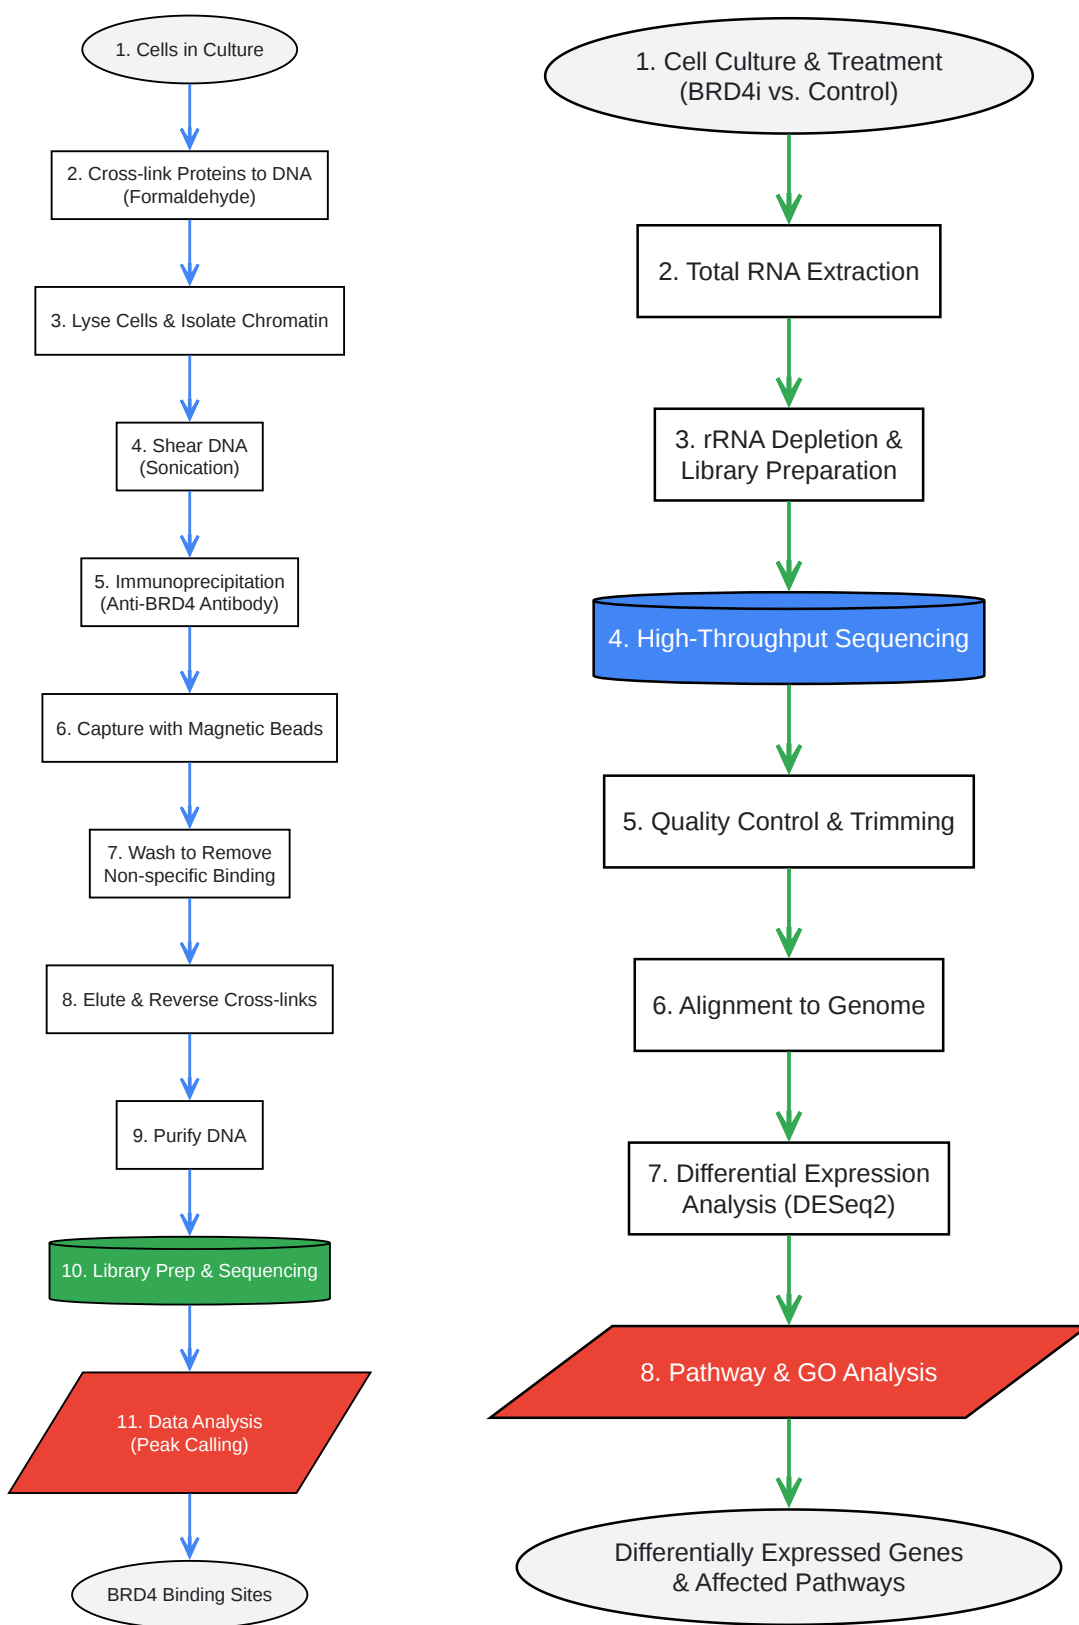 1. Cells in Culture
2. Cross-link Proteins to DNA
(Formaldehyde)
3. Lyse Cells & Isolate Chromatin
4. Shear DNA
(Sonication)
5. Immunoprecipitation
(Anti-BRD4 Antibody)
6. Capture with Magnetic Beads
7. Wash to Remove
Non-specific Binding
8. Elute & Reverse Cross-links
9. Purify DNA
10. Library Prep & Sequencing
11. Data Analysis
(Peak Calling)
BRD4 Binding Sites
1. Cell Culture & Treatment
(BRD4i vs. Control)
2. Total RNA Extraction
3. rRNA Depletion &
Library Preparation
4. High-Throughput Sequencing
5. Quality Control & Trimming
6. Alignment to Genome
7. Differential Expression
Analysis (DESeq2)
8. Pathway & GO Analysis
Differentially Expressed Genes
& Affected Pathways